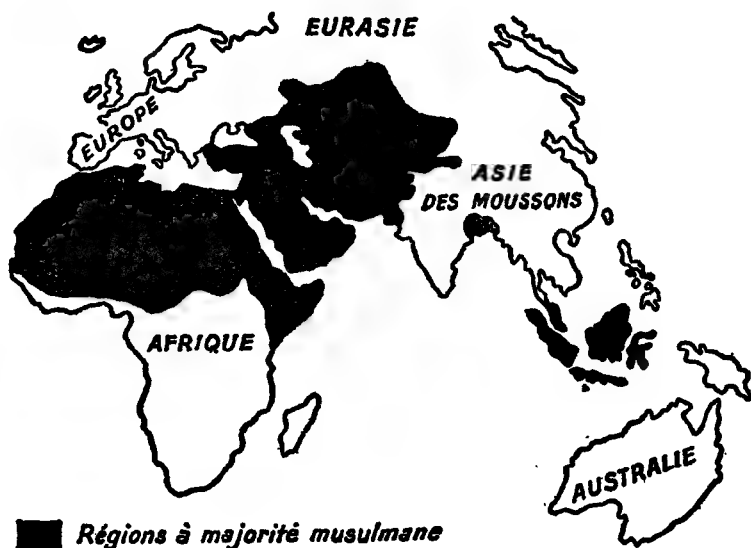 EURASIE
EUROPE
ASIE
DES MOUSSONS
AFRIQUE
AUSTRALIE
Régions à majorité musulmane